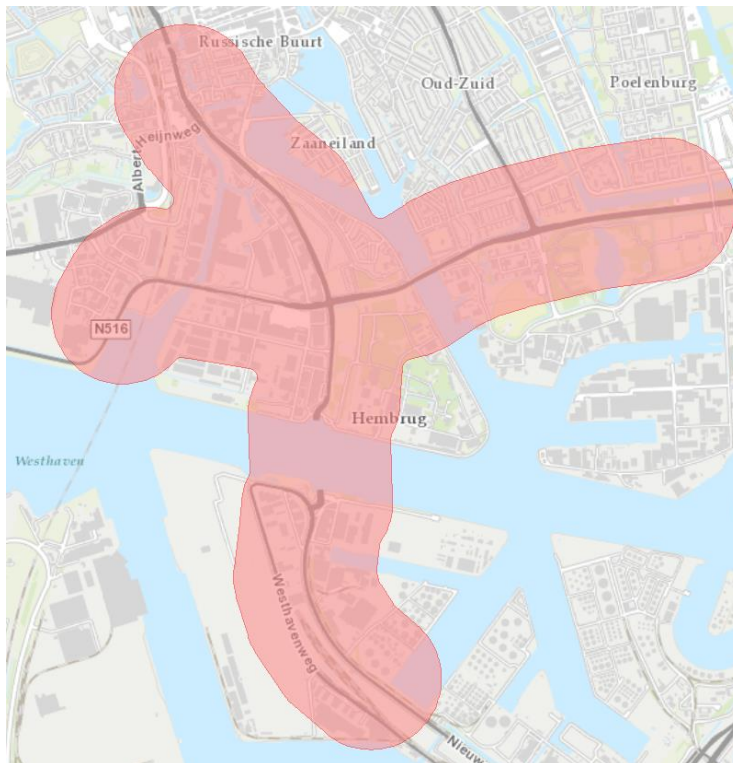 Russische Buurt
Oud-Zuid
Poelenburg
Albert Heijnweg
Zaaneiland
N516
Hembrug
Westhaven
Westhavenweg
Nieuw